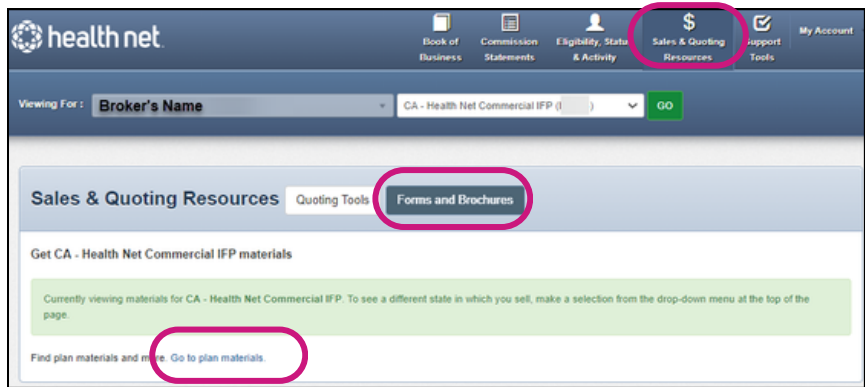 health net.
Book of Business
Commission Statements
Eligibility, Statu & Activity
$ Sales & Quoting Resources
Support Tools
My Account
Viewing For : Broker's Name
CA - Health Net Commercial IFP ( )
GO
Sales & Quoting Resources Quoting Tools Forms and Brochures
Get CA - Health Net Commercial IFP materials
Currently viewing materials for CA - Health Net Commercial IFP. To see a different state in which you sell, make a selection from the drop-down menu at the top of the
page.
Find plan materials and more. Go to plan materials.